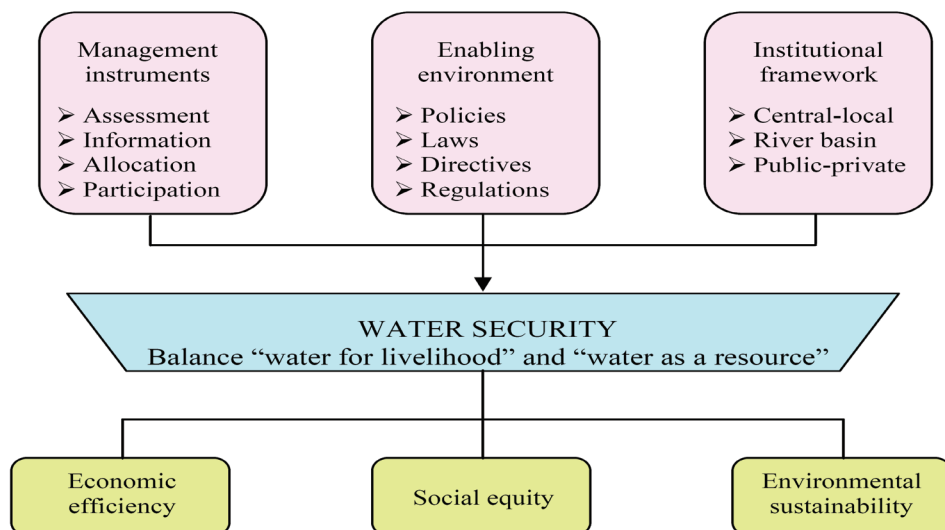 Management
instruments
➢ Assessment
➢ Information
➢ Allocation
➢ Participation
Enabling
environment
➢ Policies
➢ Laws
➢ Directives
➢ Regulations
Institutional
framework
➢ Central-local
➢ River basin
➢ Public-private
WATER SECURITY
Balance “water for livelihood” and “water as a resource”
Economic
efficiency
Social equity
Environmental
sustainability